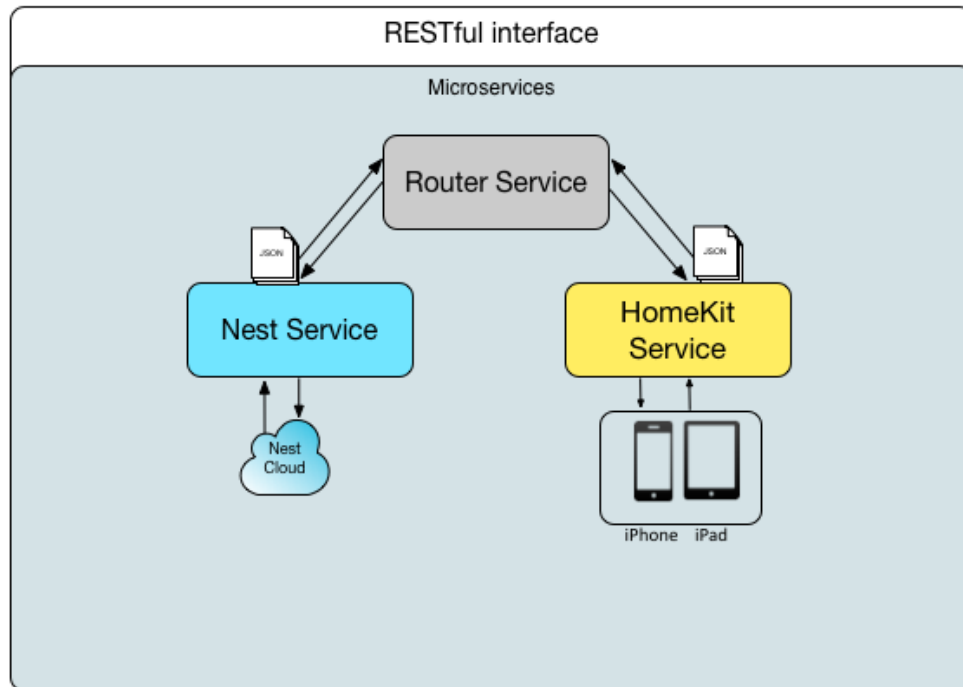 RESTful interface
Microservices
Router Service
JSON
JSON
Nest Service
HomeKit
Service
Nest
Cloud
iPhone iPad